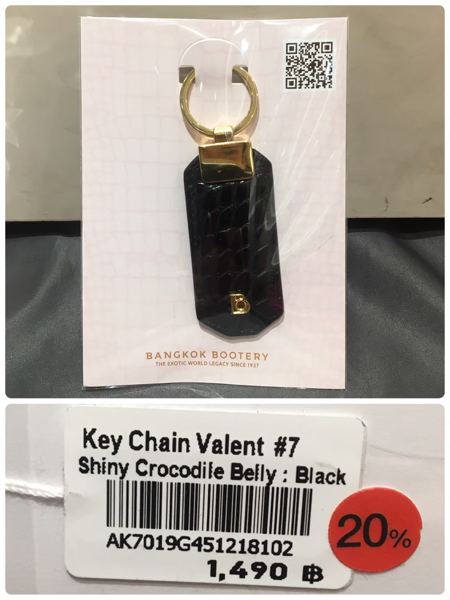 B
BANGKOK BOOTERY
THE EXOTIC WORLD LEGACY SINCE 1937
Key Chain Valent #7
Shiny Crocodile Belly : Black
AK7019G451218102
1,490 ฿
20%